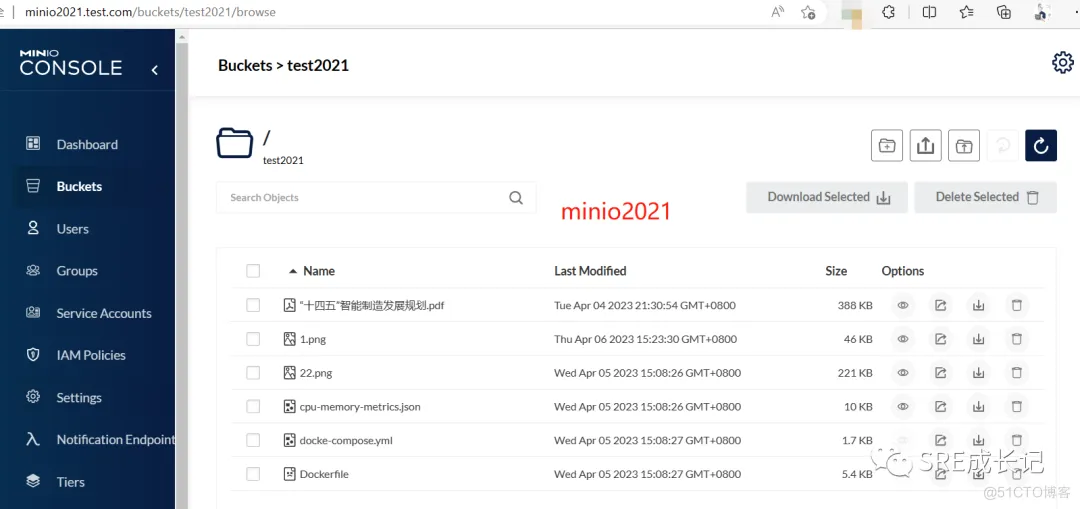 minio2021.test.com/buckets/test2021/browse
MINIO
CONSOLE
Buckets > test2021
Dashboard
Buckets
Users
Groups
Service Accounts
IAM Policies
Settings
Notification Endpoint
Tiers
/
test2021
Search Objects
minio2021
Download Selected
Delete Selected
Name Last Modified Size Options
“十四五”智能制造发展规划.pdf Tue Apr 04 2023 21:30:54 GMT+0800 388 KB
1.png Thu Apr 06 2023 15:23:30 GMT+0800 46 KB
22.png Wed Apr 05 2023 15:08:26 GMT+0800 221 KB
cpu-memory-metrics.json Wed Apr 05 2023 15:08:26 GMT+0800 10 KB
docke-compose.yml Wed Apr 05 2023 15:08:27 GMT+0800 1.7 KB
Dockerfile Wed Apr 05 2023 15:08:27 GMT+0800 5.4 KB
SRE成长记
@51CTO博客